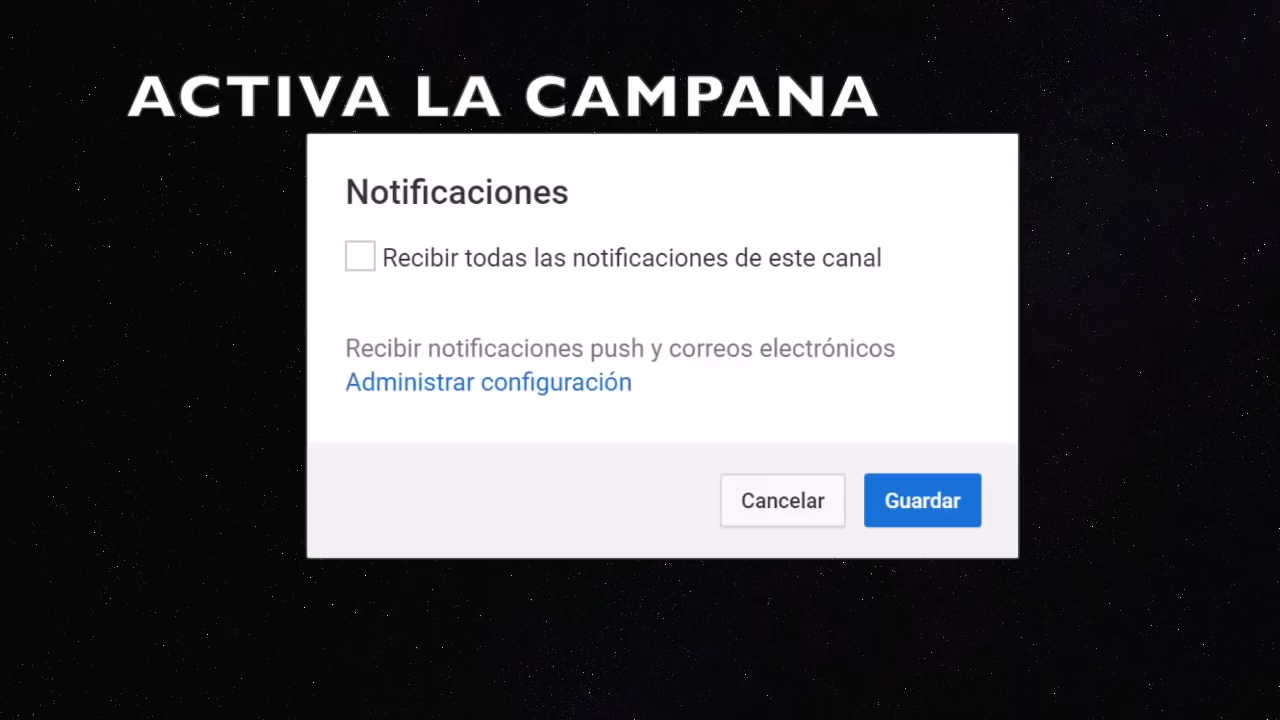 ACTIVA LA CAMPANA
Notificaciones
Recibir todas las notificaciones de este canal
Recibir notificaciones push y correos electrónicos
Administrar configuración
Cancelar
Guardar